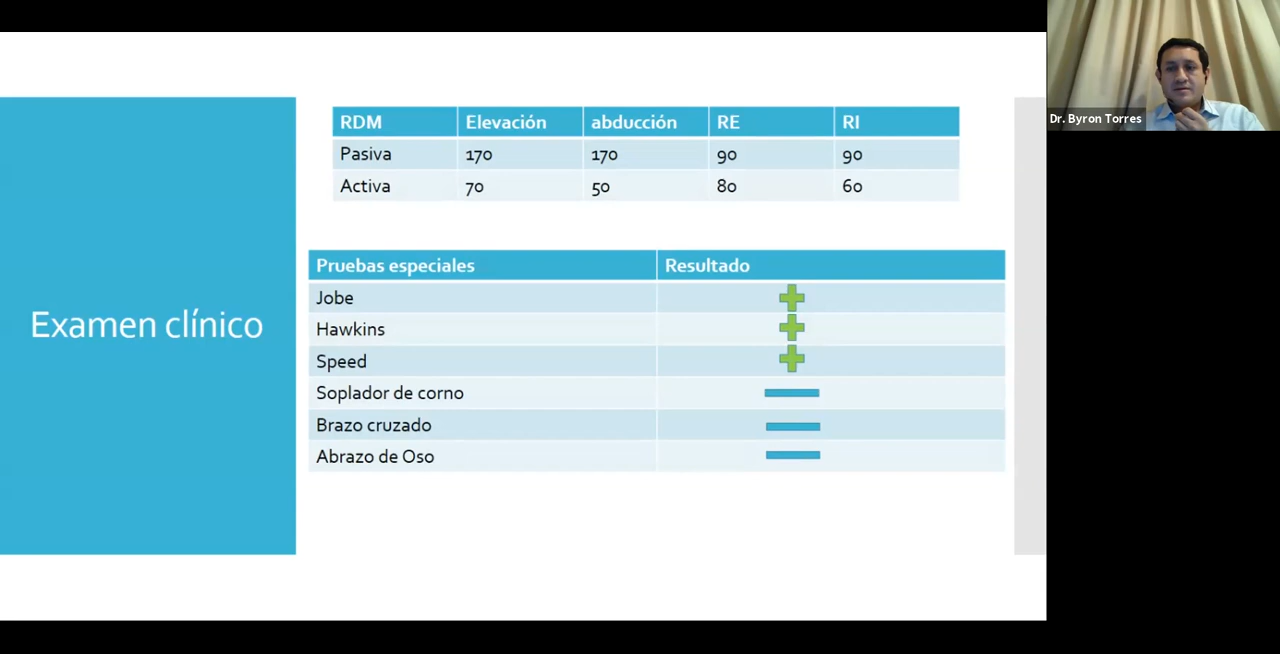 RDM Elevación abducción RE RI
Pasiva 170 170 90 90
Activa 70 50 80 60
Pruebas especiales Resultado
Jobe
Hawkins
Speed
Soplador de corno
Brazo cruzado
Abrazo de Oso
Examen clínico
Dr. Byron Torres